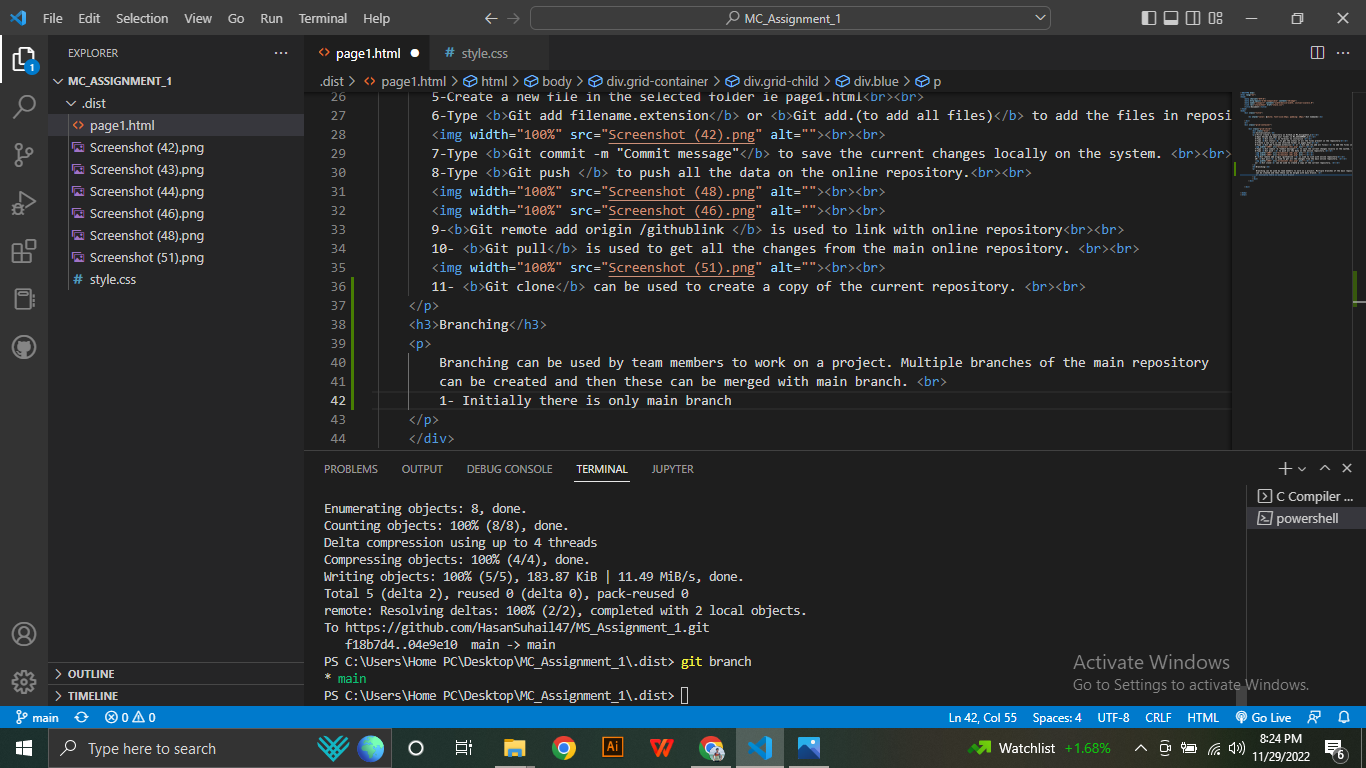 File Edit Selection View Go Run Terminal Help
MC_Assignment_1
EXPLORER
MC_ASSIGNMENT_1
.dist
page1.html
Screenshot (42).png
Screenshot (43).png
Screenshot (44).png
Screenshot (46).png
Screenshot (48).png
Screenshot (51).png
# style.css
OUTLINE
TIMELINE
1
page1.html
# style.css
.dist > page1.html > html > body > div.grid-container > div.grid-child > div.blue > p
26 5-Create a new file in the selected folder ie page1.html<br><br>
27 6-Type <b>Git add filename.extension</b> or <b>Git add.(to add all files)</b> to add the files in reposi
28 <img width="100%" src="Screenshot (42).png" alt=""><br><br>
29 7-Type <b>Git commit -m "Commit message"</b> to save the current changes locally on the system. <br><br>
30 8-Type <b>Git push </b> to push all the data on the online repository.<br><br>
31 <img width="100%" src="Screenshot (48).png" alt=""><br><br>
32 <img width="100%" src="Screenshot (46).png" alt=""><br><br>
33 9-<b>Git remote add origin /githublink </b> is used to link with online repository<br><br>
34 10- <b>Git pull</b> is used to get all the changes from the main online repository. <br><br>
35 <img width="100%" src="Screenshot (51).png" alt=""><br><br>
36 11- <b>Git clone</b> can be used to create a copy of the current repository. <br><br>
37 </p>
38 <h3>Branching</h3>
39 <p>
40 Branching can be used by team members to work on a project. Multiple branches of the main repository
41 can be created and then these can be merged with main branch. <br>
42 1- Initially there is only main branch
43 </p>
44 </div>
PROBLEMS OUTPUT DEBUG CONSOLE TERMINAL JUPYTER
Enumerating objects: 8, done.
Counting objects: 100% (8/8), done.
Delta compression using up to 4 threads
Compressing objects: 100% (4/4), done.
Writing objects: 100% (5/5), 183.87 KiB | 11.49 MiB/s, done.
Total 5 (delta 2), reused 0 (delta 0), pack-reused 0
remote: Resolving deltas: 100% (2/2), completed with 2 local objects.
To https://github.com/HasanSuhail47/MS_Assignment_1.git
f18b7d4..04e9e10 main -> main
PS C:\Users\Home PC\Desktop\MC_Assignment_1\.dist> git branch
* main
PS C:\Users\Home PC\Desktop\MC_Assignment_1\.dist>
C Compiler ...
powershell
Activate Windows
Go to Settings to activate Windows.
main 0 0 Ln 42, Col 55 Spaces: 4 UTF-8 CRLF HTML Go Live
Type here to search
Ai
Watchlist +1.68%
8:24 PM
11/29/2022
6